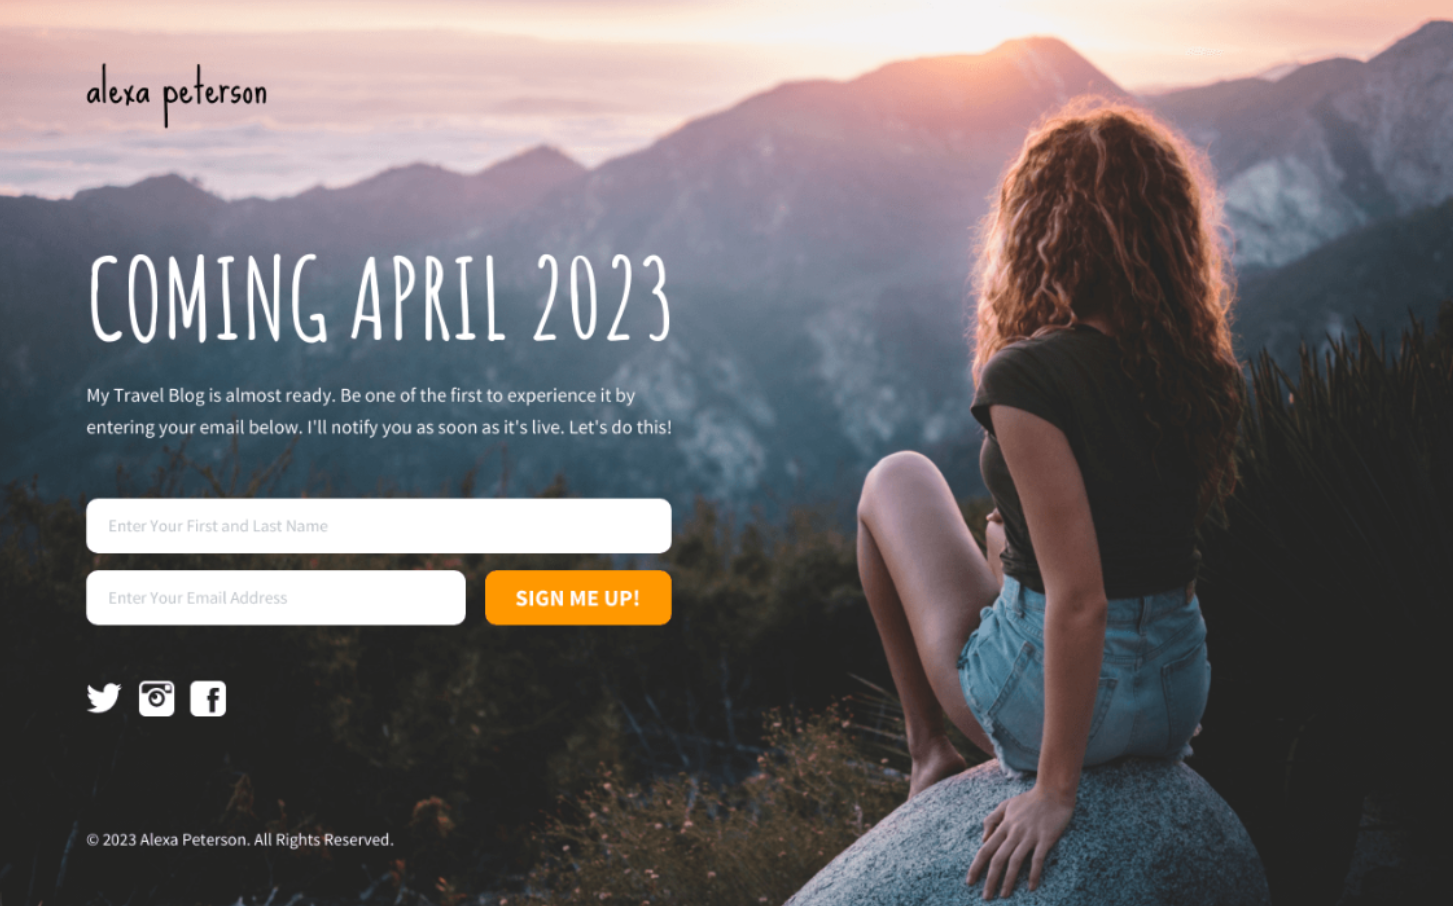 alexa peterson
COMING APRIL 2023
My Travel Blog is almost ready. Be one of the first to experience it by
entering your email below. I'll notify you as soon as it's live. Let's do this!
Enter Your First and Last Name
Enter Your Email Address
SIGN ME UP!
© 2023 Alexa Peterson. All Rights Reserved.